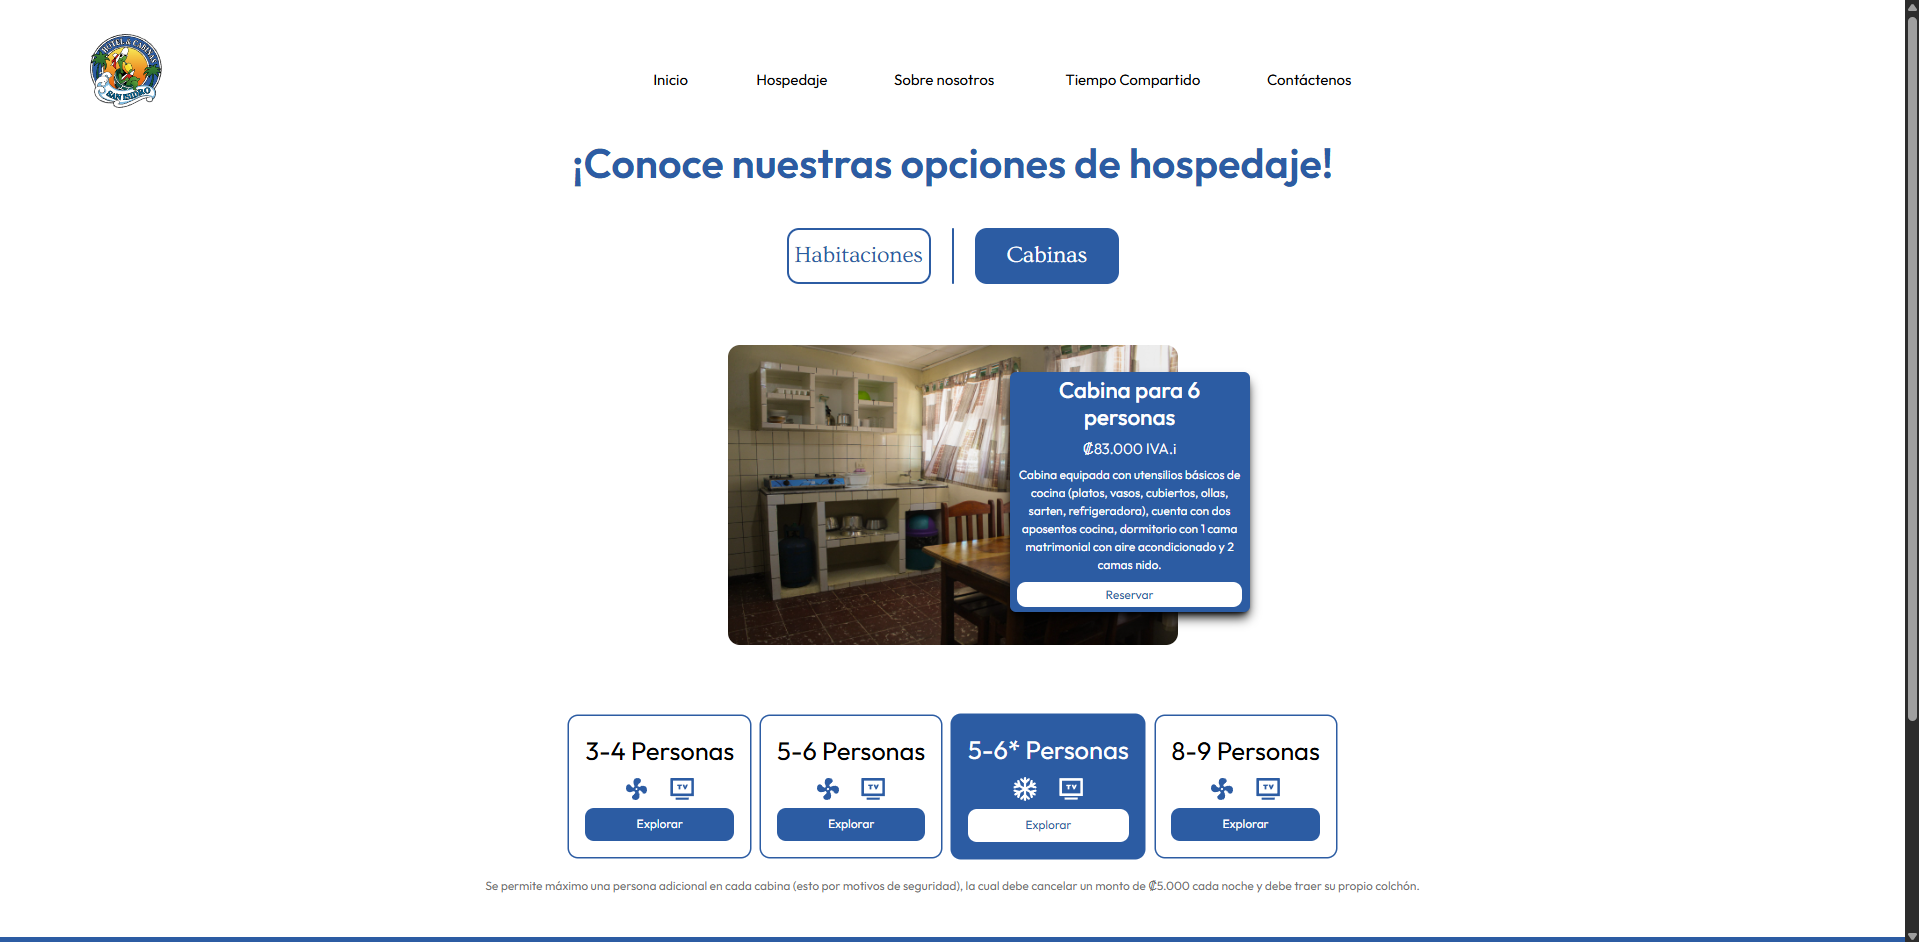 HOTEL & CABINAS
SAN ISIDRO
Inicio
Hospedaje
Sobre nosotros
Tiempo Compartido
Contáctenos
¡Conoce nuestras opciones de hospedaje!
Habitaciones
Cabinas
Cabina para 6
personas
₡83.000 IVA.i
Cabina equipada con utensilios básicos de
cocina (platos, vasos, cubiertos, ollas,
sarten, refrigeradora), cuenta con dos
aposentos cocina, dormitorio con 1 cama
matrimonial con aire acondicionado y 2
camas nido.
Reservar
3-4 Personas
TV
Explorar
5-6 Personas
TV
Explorar
5-6* Personas
TV
Explorar
8-9 Personas
TV
Explorar
Se permite máximo una persona adicional en cada cabina (esto por motivos de seguridad), la cual debe cancelar un monto de ₡5.000 cada noche y debe traer su propio colchón.